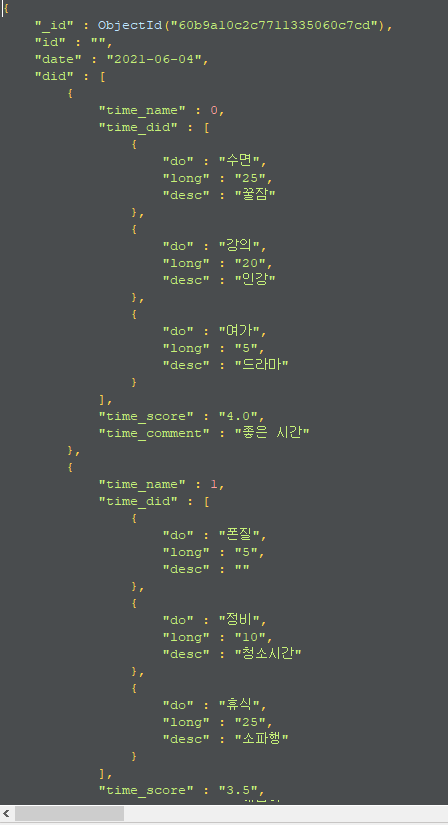 {
"_id" : ObjectId("60b9a10c2c7711335060c7cd"),
"id" : "",
"date" : "2021-06-04",
"did" : [
{
"time_name" : 0,
"time_did" : [
{
"do" : "수면",
"long" : "25",
"desc" : "꿀잠"
},
{
"do" : "강의",
"long" : "20",
"desc" : "인강"
},
{
"do" : "여가",
"long" : "5",
"desc" : "드라마"
}
],
"time_score" : "4.0",
"time_comment" : "좋은 시간"
},
{
"time_name" : 1,
"time_did" : [
{
"do" : "폰질",
"long" : "5",
"desc" : ""
},
{
"do" : "정비",
"long" : "10",
"desc" : "청소시간"
},
{
"do" : "휴식",
"long" : "25",
"desc" : "소파행"
}
],
"time_score" : "3.5",